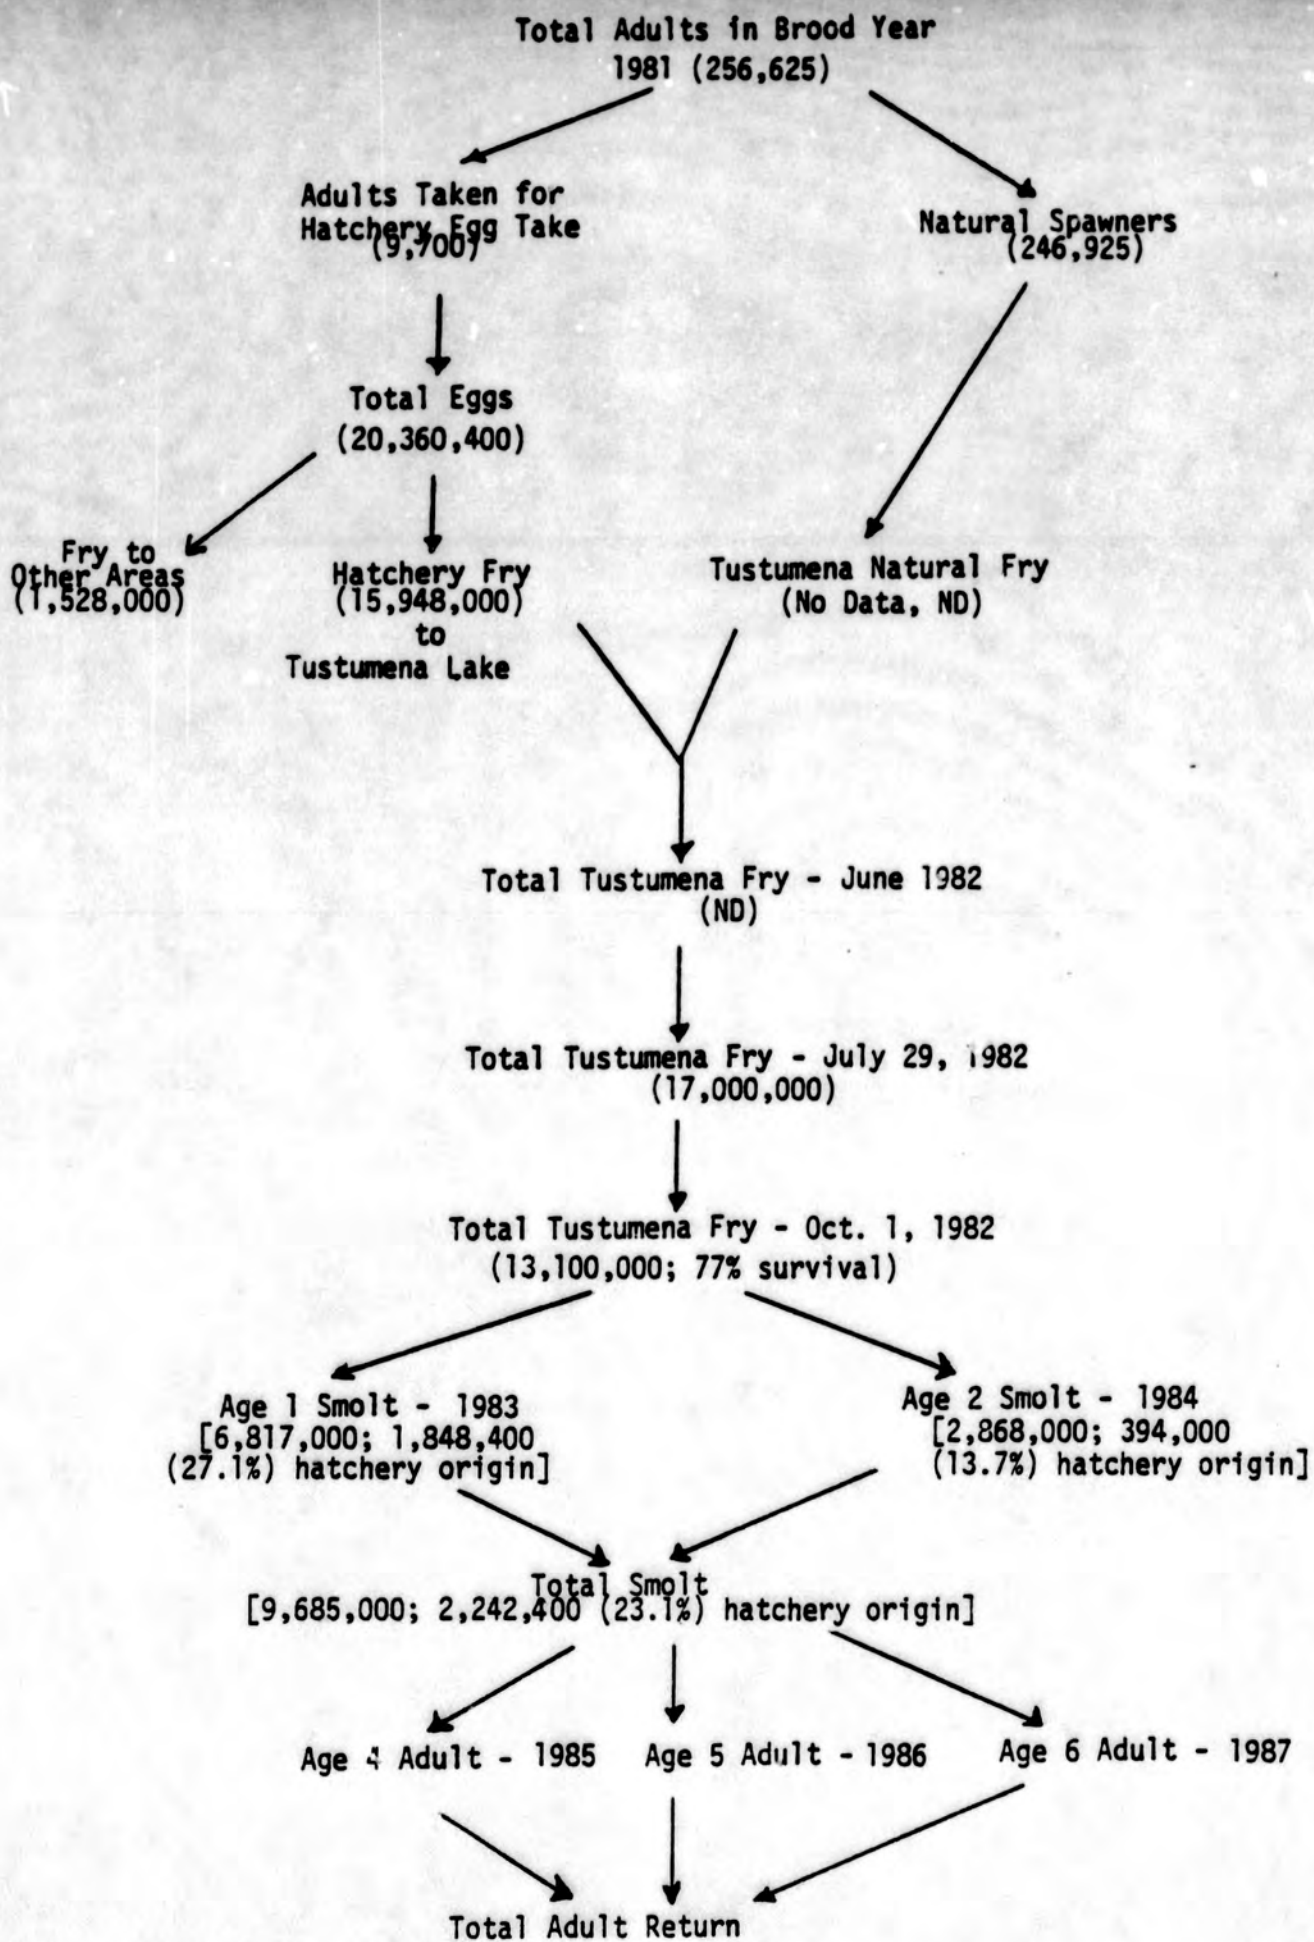 Total Adults in Brood Year
1981 (256,625)
Adults Taken for
Hatchery Egg Take
(9,700)
Natural Spawners
(246,925)
Total Eggs
(20,360,400)
Fry to
Other Areas
(1,528,000)
Hatchery Fry
(15,948,000)
to
Tustumena Lake
Tustumena Natural Fry
(No Data, ND)
Total Tustumena Fry - June 1982
(ND)
Total Tustumena Fry - July 29, 1982
(17,000,000)
Total Tustumena Fry - Oct. 1, 1982
(13,100,000; 77% survival)
Age 1 Smolt - 1983
[6,817,000; 1,848,400
(27.1%) hatchery origin]
Age 2 Smolt - 1984
[2,868,000; 394,000
(13.7%) hatchery origin]
Total Smolt
[9,685,000; 2,242,400 (23.1%) hatchery origin]
Age 4 Adult - 1985
Age 5 Adult - 1986
Age 6 Adult - 1987
Total Adult Return